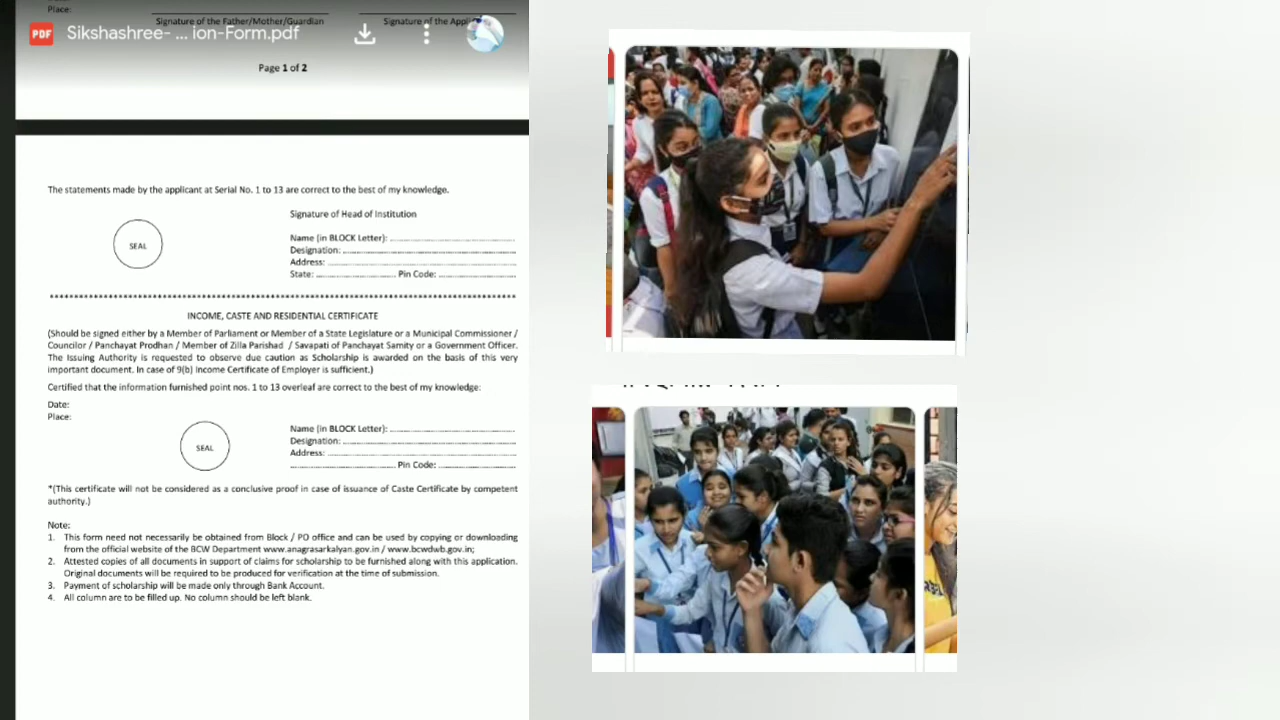 Place:
Signature of the Father/Mother/Guardian
PDF Sikshashree- ... ion-Form.pdf
Page 1 of 2
The statements made by the applicant at Serial No. 1 to 13 are correct to the best of my knowledge.
SEAL
Signature of Head of Institution
Name (in BLOCK Letter):
Designation:
Address:
State: Pin Code:
INCOME, CASTE AND RESIDENTIAL CERTIFICATE
(Should be signed either by a Member of Parliament or Member of a State Legislature or a Municipal Commissioner /
Councilor / Panchayat Prodhan / Member of Zilla Parishad / Savapati of Panchayat Samity or a Government Officer.
The Issuing Authority is requested to observe due caution as Scholarship is awarded on the basis of this very
important document. In case of 9(b) Income Certificate of Employer is sufficient.)
Certified that the information furnished point nos. 1 to 13 overleaf are correct to the best of my knowledge:
Date:
Place:
SEAL
Name (in BLOCK Letter):
Designation:
Address:
Pin Code:
*(This certificate will not be considered as a conclusive proof in case of issuance of Caste Certificate by competent
authority.)
Note:
1. This form need not necessarily be obtained from Block / PO office and can be used by copying or downloading
from the official website of the BCW Department www.anagrasarkalyan.gov.in / www.bcwdwb.gov.in;
2. Attested copies of all documents in support of claims for scholarship to be furnished along with this application.
Original documents will be required to be produced for verification at the time of submission.
3. Payment of scholarship will be made only through Bank Account.
4. All column are to be filled up. No column should be left blank.